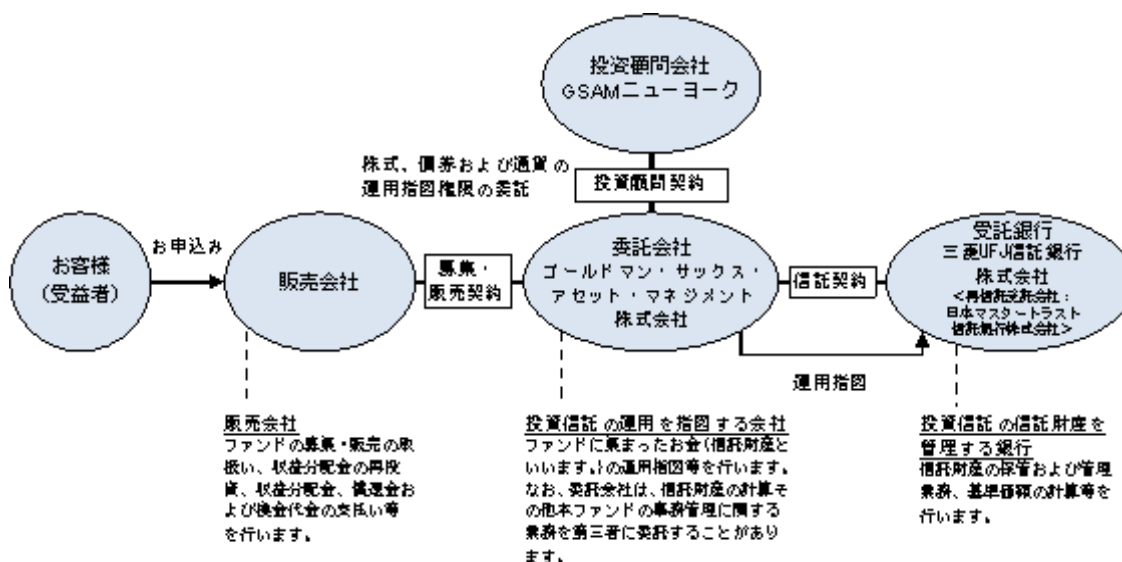 投資顧問会社
GSAMニューヨーク
株式、債券および通貨の
運用指図権限の委託
投資顧問契約
お申込み
お客様
(受益者)
販売会社
募集・
販売契約
委託会社
ゴールドマン・サックス・
アセット・マネジメント
株式会社
信託契約
受託銀行
三菱UFJ信託銀行
株式会社
<再信託受託会社:
日本マスタートラスト
信託銀行株式会社>
運用指図
販売会社
ファンドの募集・販売の取
扱い、収益分配金の再投
資、収益分配金、償還金お
よび換金代金の支払い等
を行います。
投資信託の運用を指図する会社
ファンドに集まったお金(信託財産と
いいます。)の運用指図等を行います。
なお、委託会社は、信託財産の計算そ
の他本ファンドの事務管理に関する
業務を第三者に委託することがあり
ます。
投資信託の信託財産を
管理する銀行
信託財産の保管および管理
業務、基準価額の計算等を
行います。